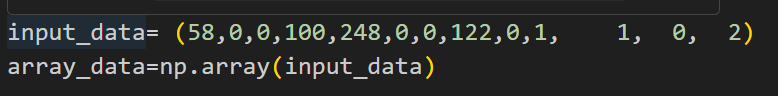 input_data= (58,0,0,100,248,0,0,122,0,1,    1,  0,  2)
array_data=np.array(input_data)